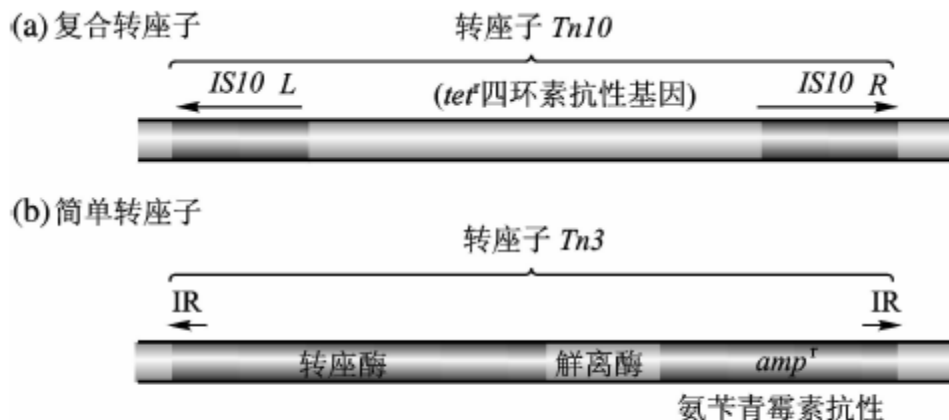 (a) 复合转座子
转座子 Tn10
IS10 L (tetʳ四环素抗性基因) IS10 R
(b) 简单转座子
转座子 Tn3
IR IR
转座酶 鲜离酶 ampʳ
氨苄青霉素抗性